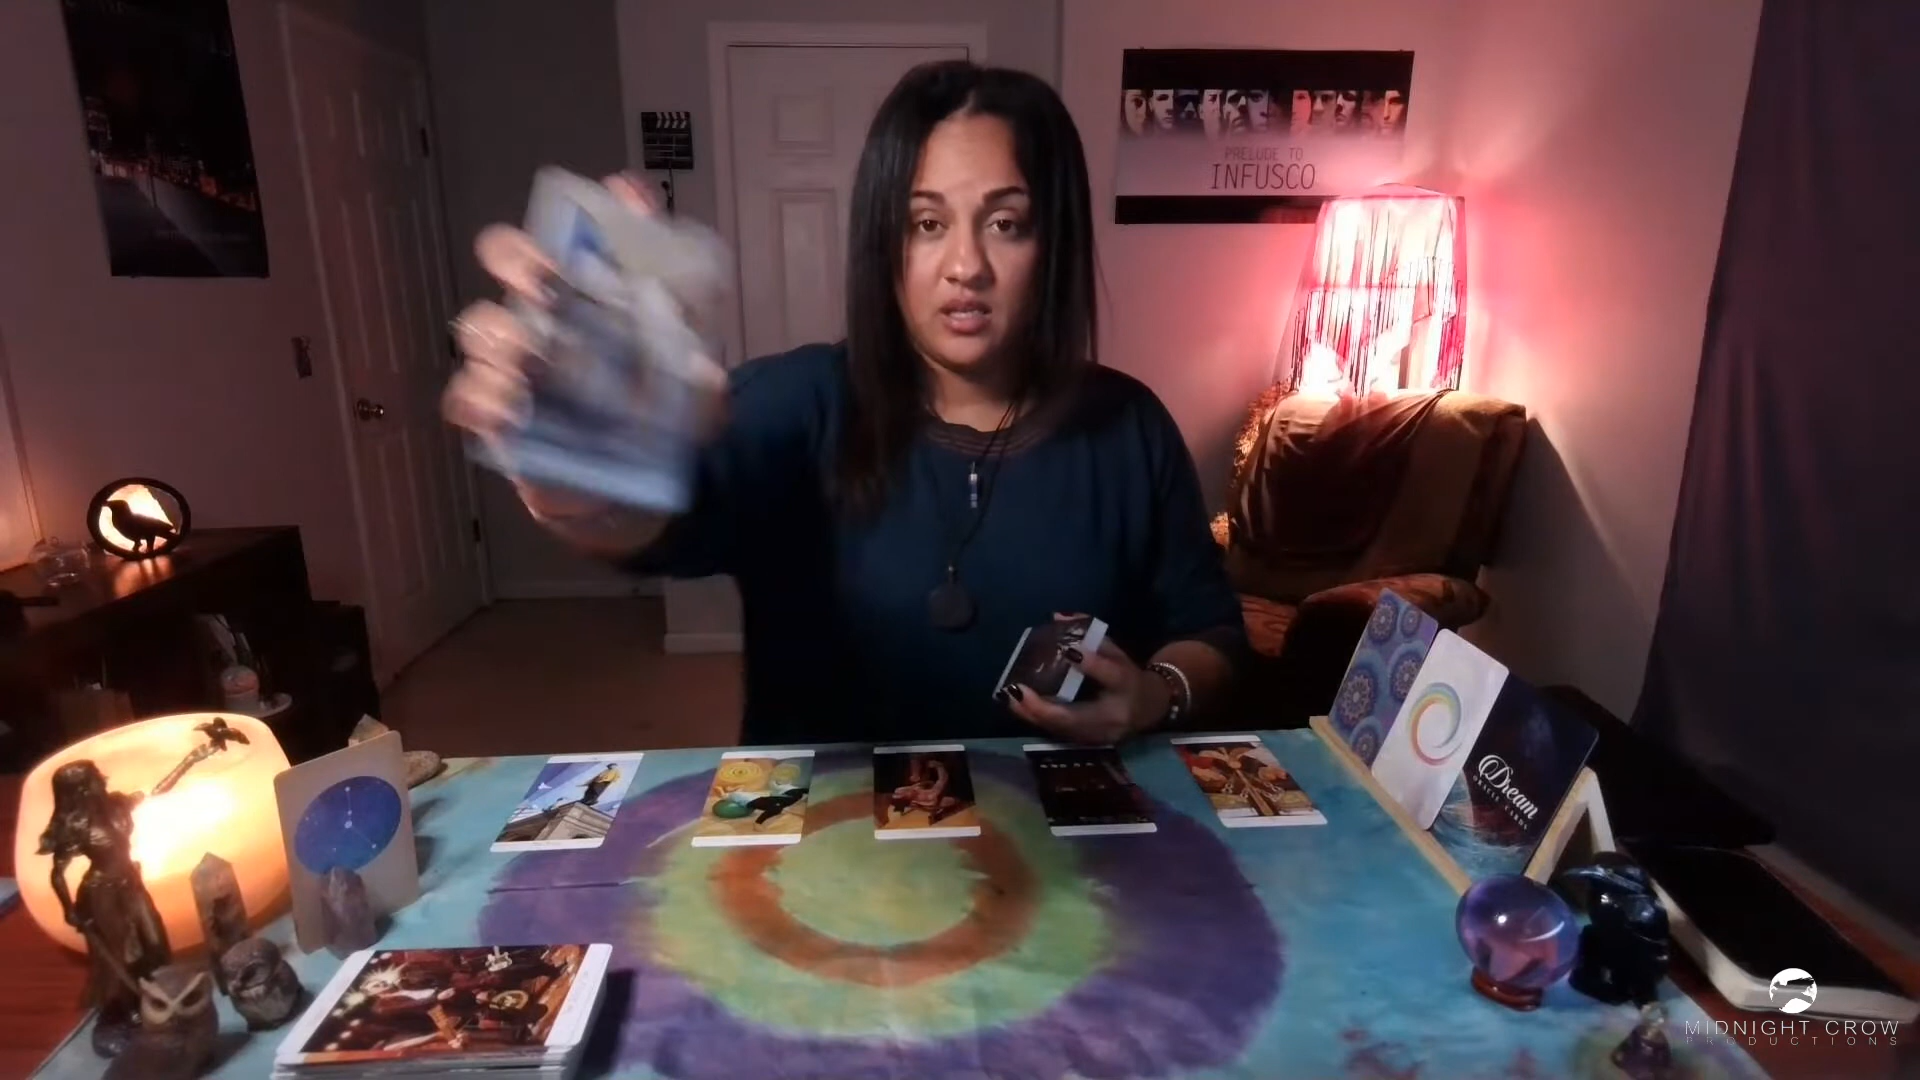 PRELUDE TO
INFUSCO
Dream
ORACLE CARDS
MIDNIGHT CROW
PRODUCTIONS